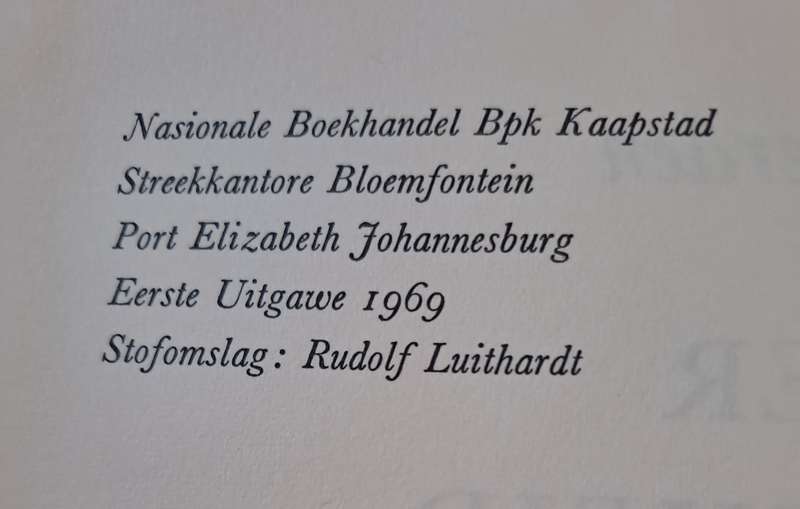 Nasionale Boekhandel Bpk Kaapstad
Streekkantore Bloemfontein
Port Elizabeth Johannesburg
Eerste Uitgawe 1969
Stofomslag: Rudolf Luithardt